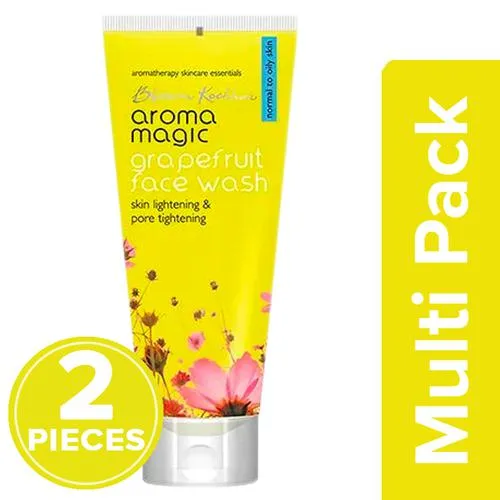 aromatherapy skincare essentials
Blossom Kochhar
aroma
magic
grapefruit
face wash
skin lightening &
pore tightening
normal to oily skin
2
PIECES
Multi Pack